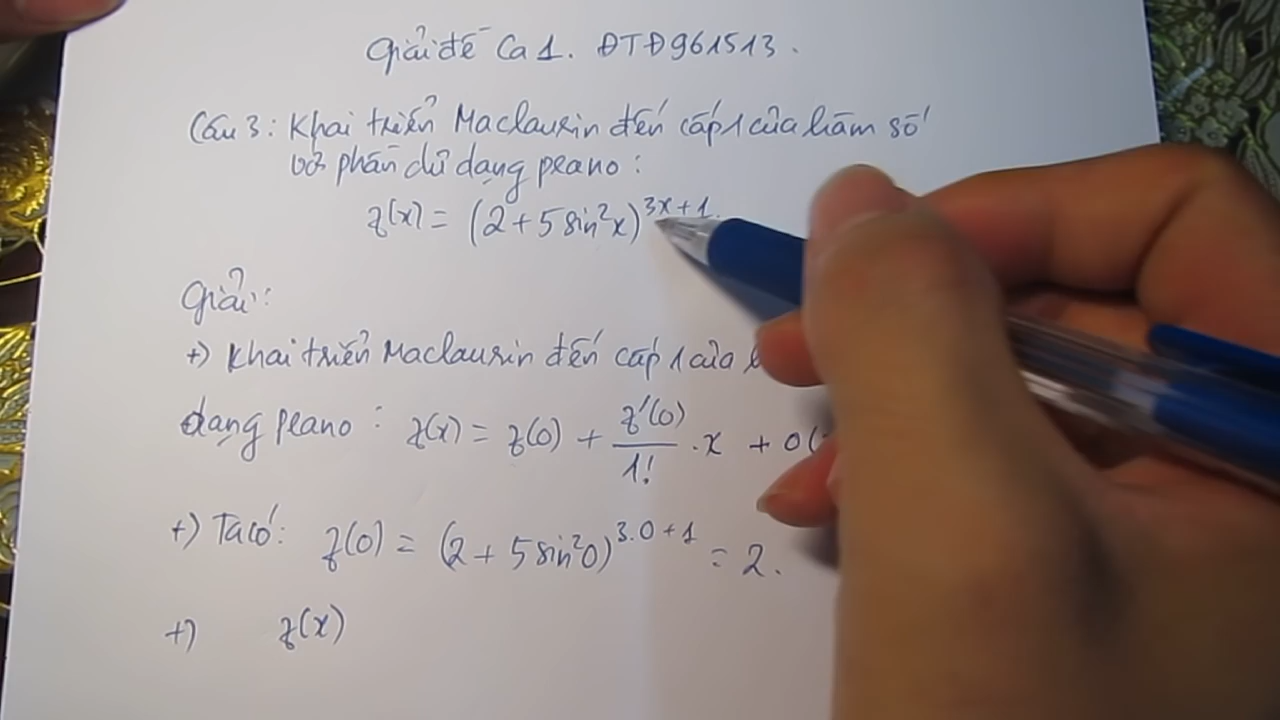 Giải đề Ca 1. ĐTĐ961513.
Câu 3: Khai triển Maclaurin đến cấp 1 của hàm số
với phần dư dạng peano:
f(x) = (2 + 5 sin²x)^{3x+1}.
Giải:
+) Khai triển Maclaurin đến cấp 1 của
dạng peano: f(x) = f(0) + \frac{f'(0)}{1!} . x + o(
+) Ta có: f(0) = (2 + 5 sin²0)^{3.0+1} = 2.
+) f(x)